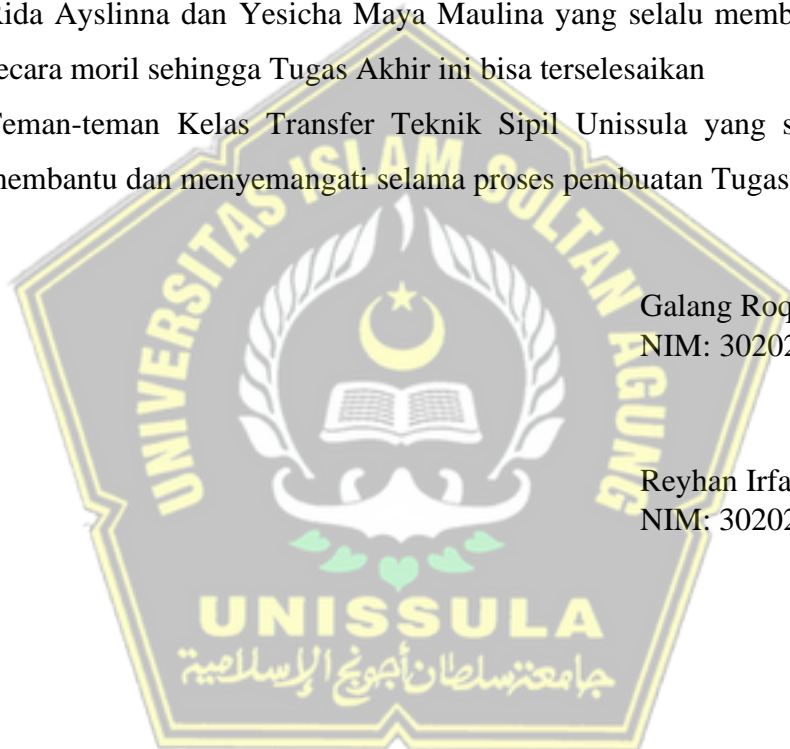 Rida Ayslinna dan Yesicha Maya Maulina yang selalu memb
secara moril sehingga Tugas Akhir ini bisa terselesaikan
Teman-teman Kelas Transfer Teknik Sipil Unissula yang s
membantu dan menyemangati selama proses pembuatan Tugas
UNIVERSITAS ISLAM SULTAN AGUNG
Galang Roq
NIM: 30202
Reyhan Irfa
NIM: 30202
UNISSULA
جامعة سلطان أجونج الإسلامية